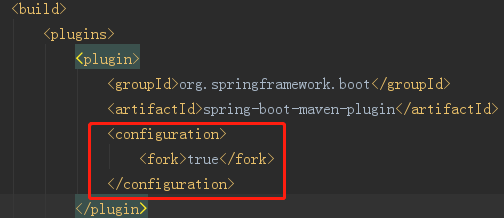 <build>
<plugins>
<plugin>
<groupId>org.springframework.boot</groupId>
<artifactId>spring-boot-maven-plugin</artifactId>
<configuration>
<fork>true</fork>
</configuration>
</plugin>